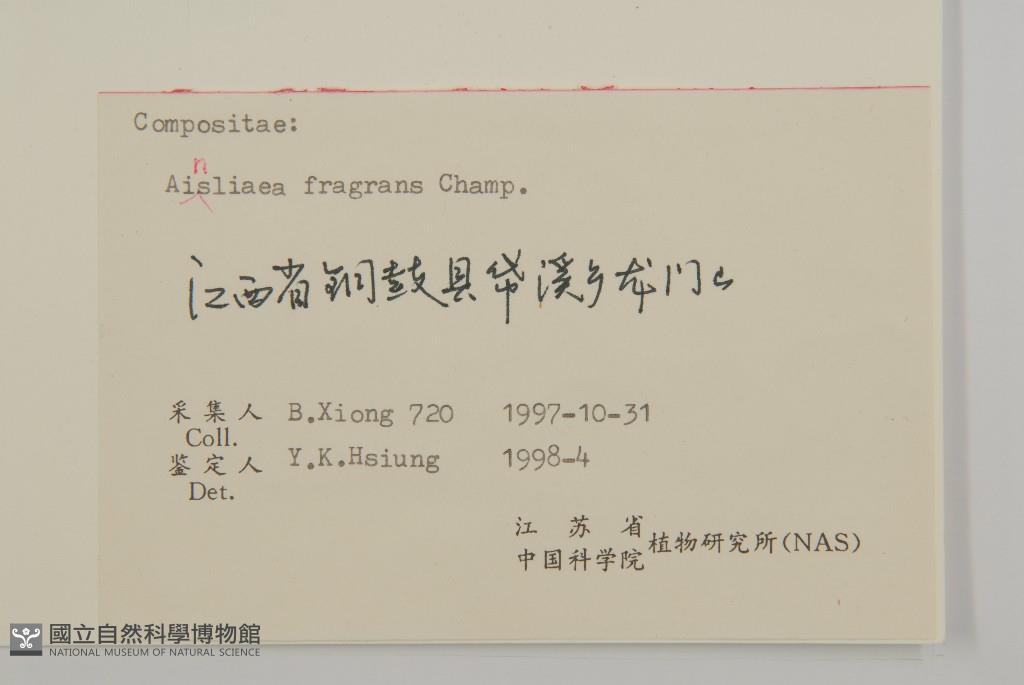 Compositae:
n
Aisliaea fragrans Champ.
江西省铜鼓县带溪乡龙门山
采集人 B.Xiong 720 1997-10-31
Coll.
鉴定人 Y.K.Hsiung 1998-4
Det.
江苏省
中国科学院 植物研究所(NAS)
國立自然科學博物館
NATIONAL MUSEUM OF NATURAL SCIENCE